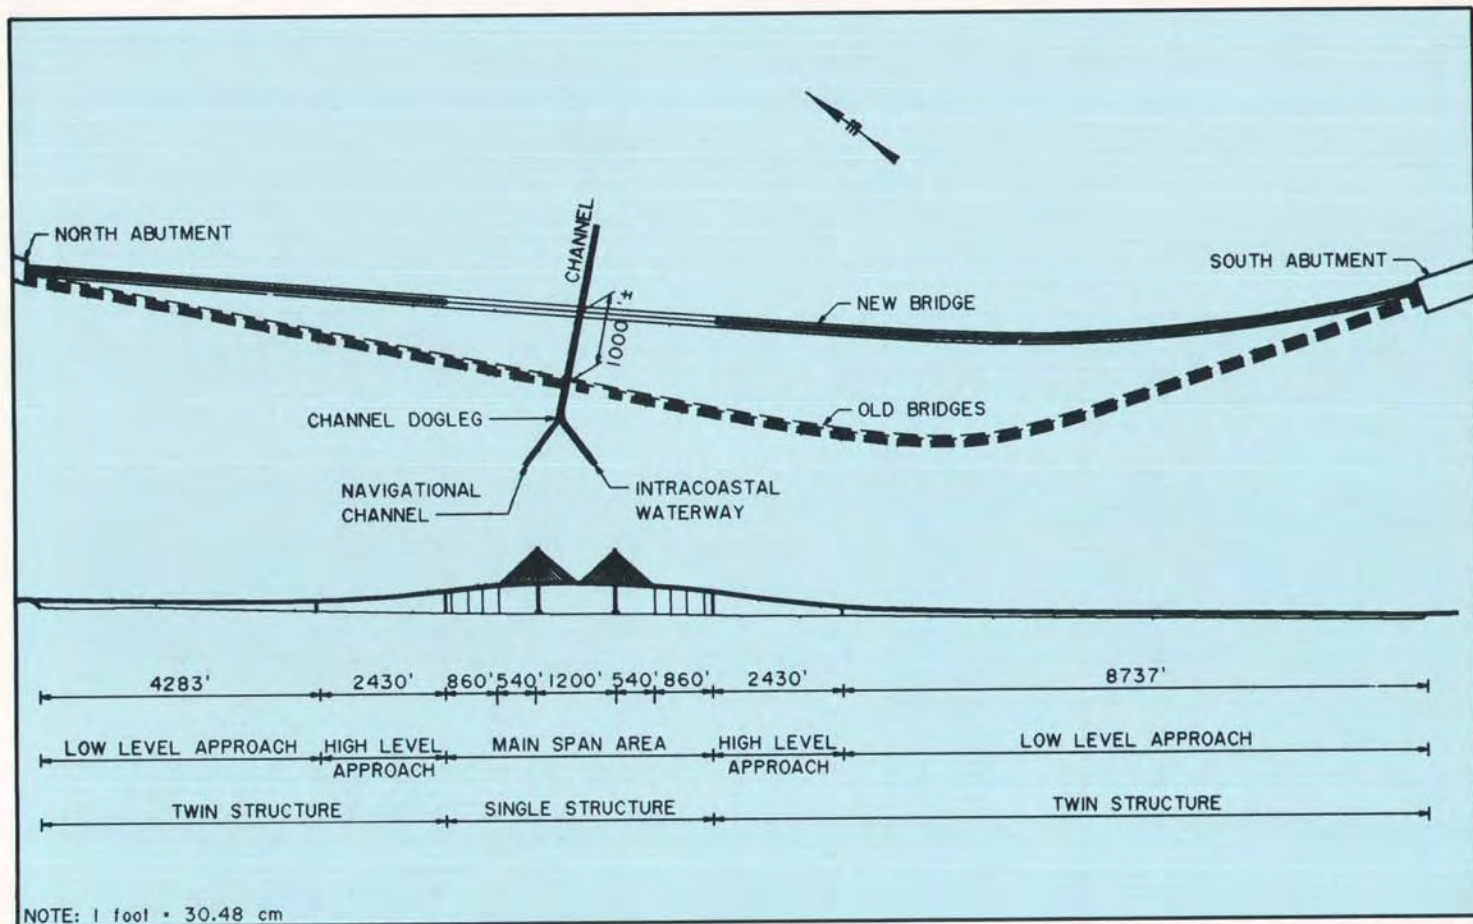 NORTH ABUTMENT
CHANNEL
SOUTH ABUTMENT
NEW BRIDGE
1000'±
CHANNEL DOGLEG
OLD BRIDGES
NAVIGATIONAL
CHANNEL
INTRACOASTAL
WATERWAY
4283' 2430' 860' 540' 1200' 540' 860' 2430' 8737'
LOW LEVEL APPROACH HIGH LEVEL MAIN SPAN AREA HIGH LEVEL LOW LEVEL APPROACH
APPROACH APPROACH
TWIN STRUCTURE SINGLE STRUCTURE TWIN STRUCTURE
NOTE: 1 foot = 30.48 cm